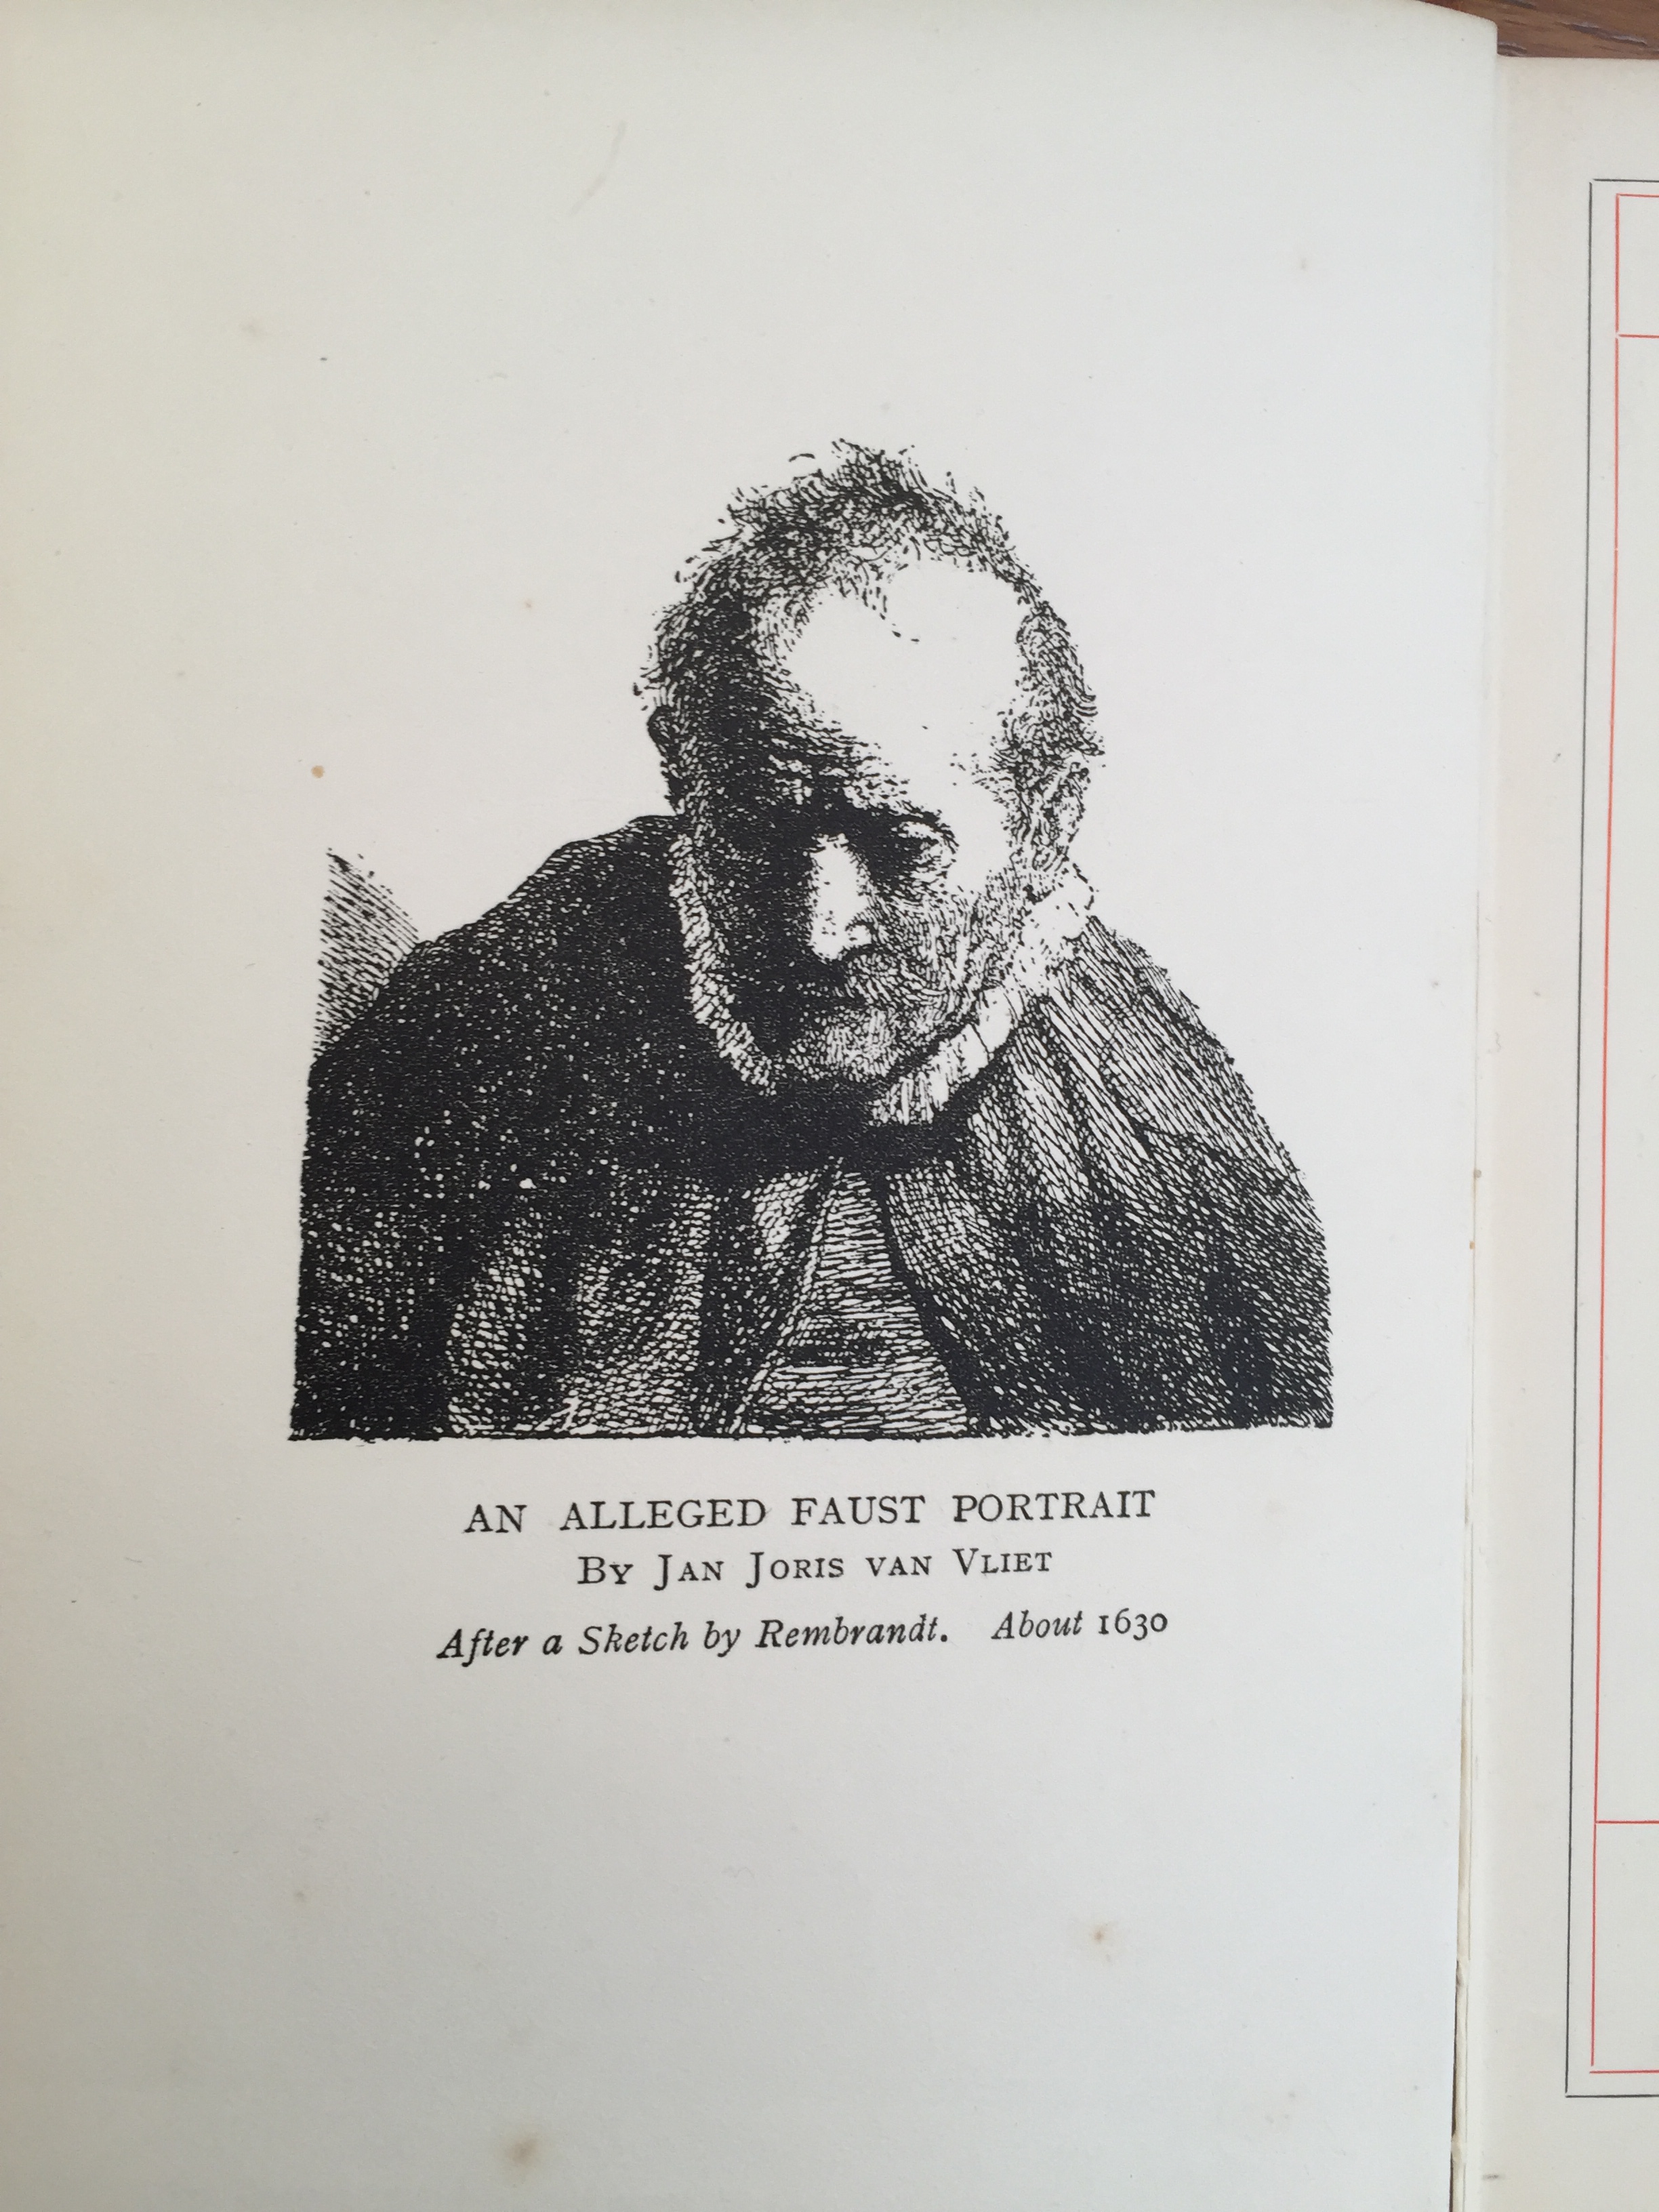 AN ALLEGED FAUST PORTRAIT
BY JAN JORIS VAN VLIET
After a Sketch by Rembrandt. About 1630